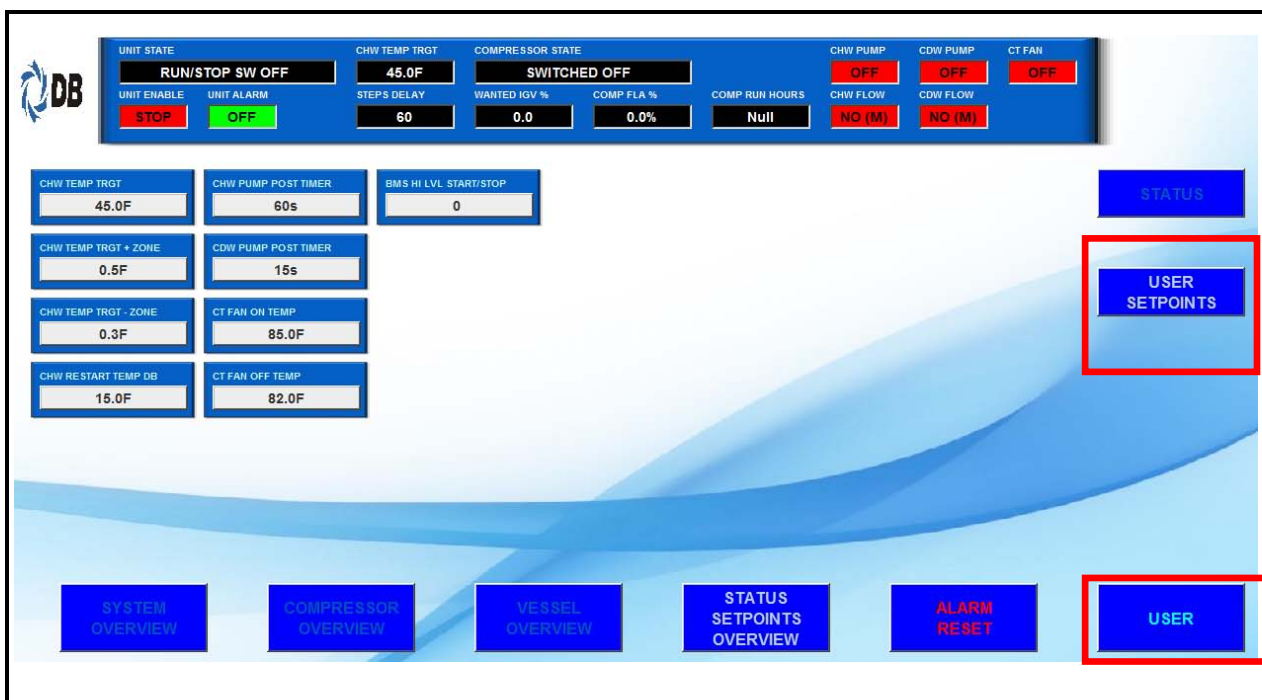 DB
UNIT STATE
RUN/STOP SW OFF
CHW TEMP TRGT
45.0F
COMPRESSOR STATE
SWITCHED OFF
CHW PUMP
OFF
CDW PUMP
OFF
CT FAN
OFF
UNIT ENABLE
STOP
UNIT ALARM
OFF
STEPS DELAY
60
WANTED IGV %
0.0
COMP FLA %
0.0%
COMP RUN HOURS
Null
CHW FLOW
NO (M)
CDW FLOW
NO (M)
CHW TEMP TRGT
45.0F
CHW PUMP POST TIMER
60s
BMS HI LVL START/STOP
0
CHW TEMP TRGT + ZONE
0.5F
CDW PUMP POST TIMER
15s
CHW TEMP TRGT - ZONE
0.3F
CT FAN ON TEMP
85.0F
CHW RESTART TEMP DB
15.0F
CT FAN OFF TEMP
82.0F
STATUS
USER
SETPOINTS
SYSTEM
OVERVIEW
COMPRESSOR
OVERVIEW
VESSEL
OVERVIEW
STATUS
SETPOINTS
OVERVIEW
ALARM
RESET
USER